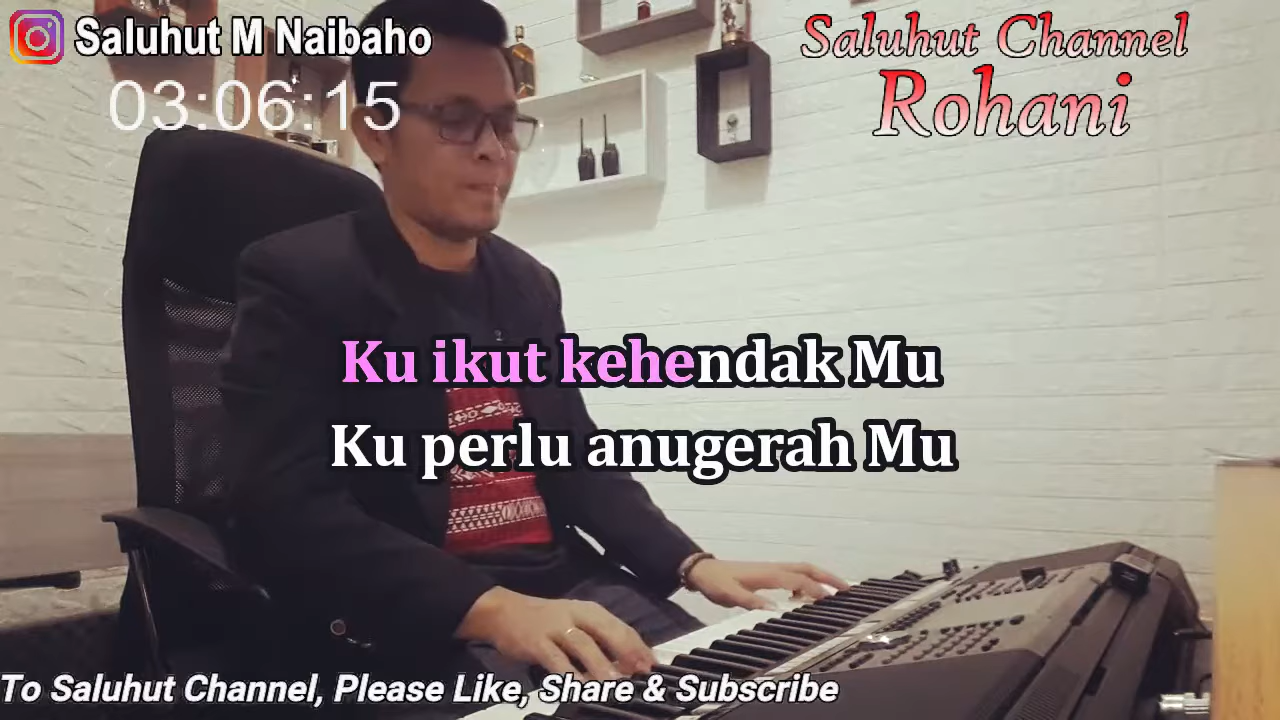 Saluhut M Naibaho
03:06:15
Saluhut Channel
Rohani
Ku ikut kehendak Mu
Ku perlu anugerah Mu
To Saluhut Channel, Please Like, Share & Subscribe